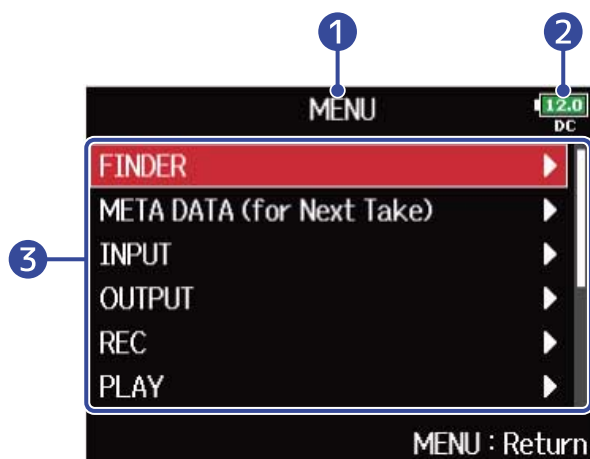 1 2
MENU 12.0
DC
FINDER
META DATA (for Next Take)
3 INPUT
OUTPUT
REC
PLAY
MENU : Return